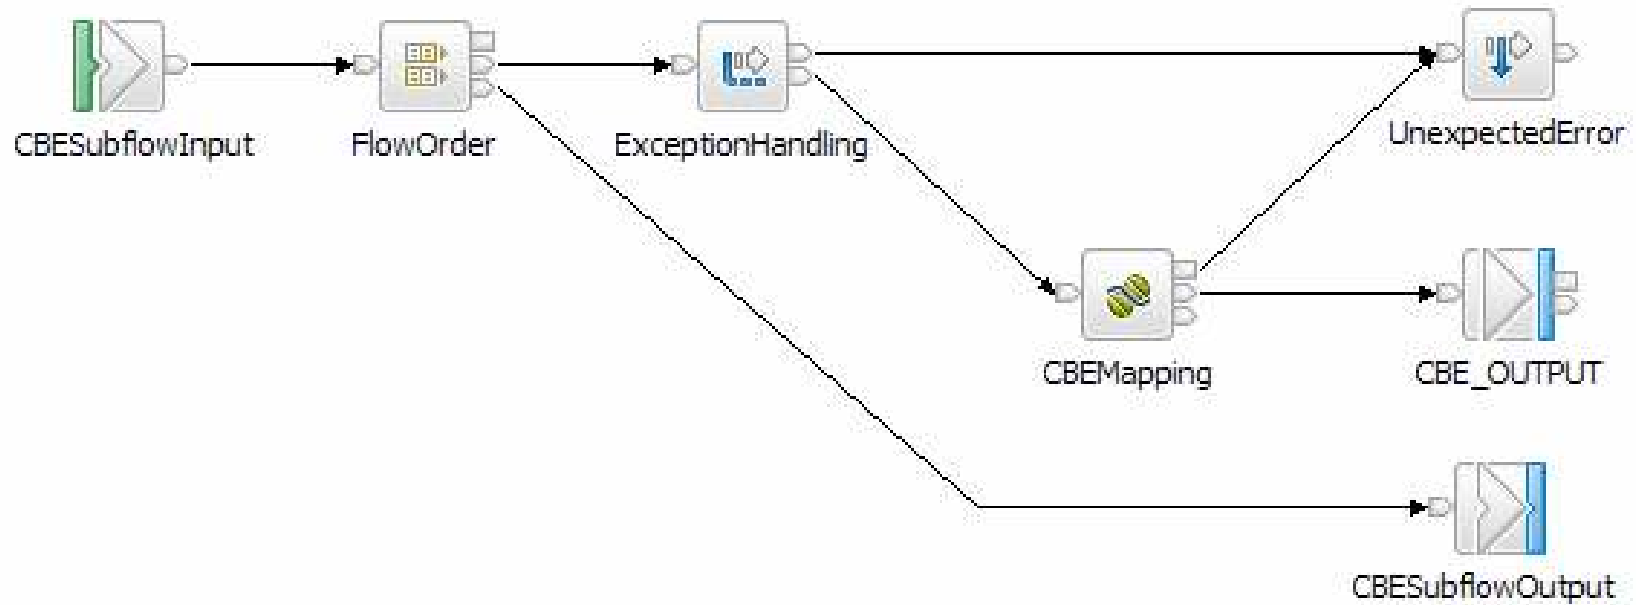 CBESubflowInput
FlowOrder
ExceptionHandling
UnexpectedError
CBEMapping
CBE_OUTPUT
CBESubflowOutput